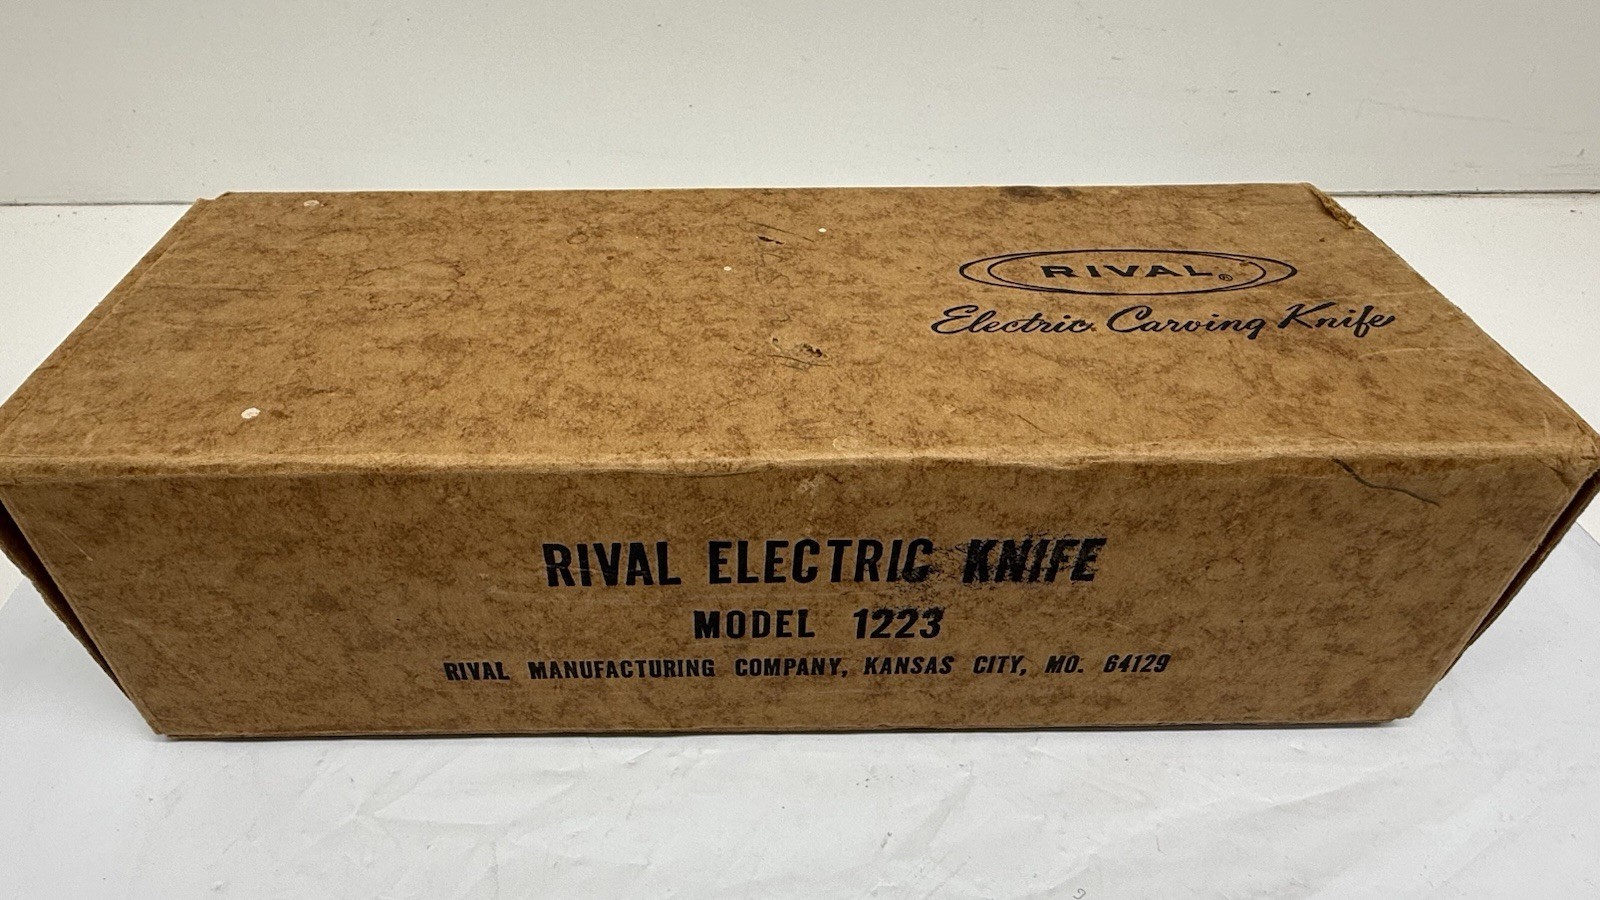 RIVAL®
Electric Carving Knife
RIVAL ELECTRIC KNIFE
MODEL 1223
RIVAL MANUFACTURING COMPANY, KANSAS CITY, MO. 64129